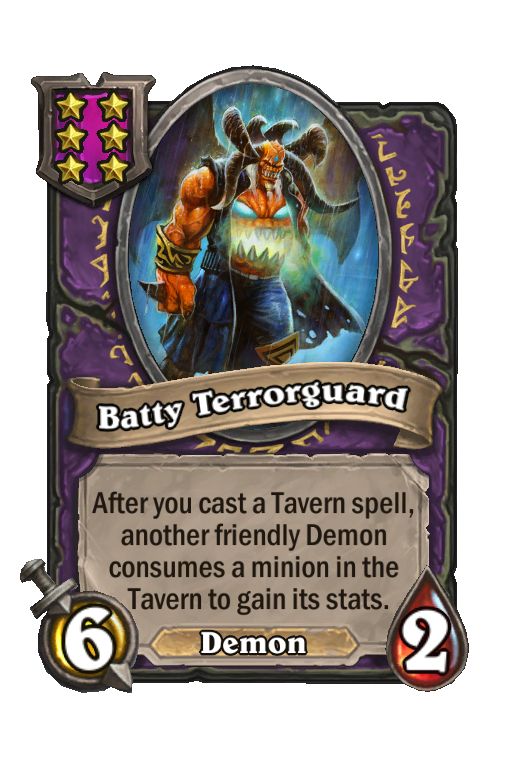 Batty Terrorguard
After you cast a Tavern spell,
another friendly Demon
consumes a minion in the
Tavern to gain its stats.
6
Demon
2